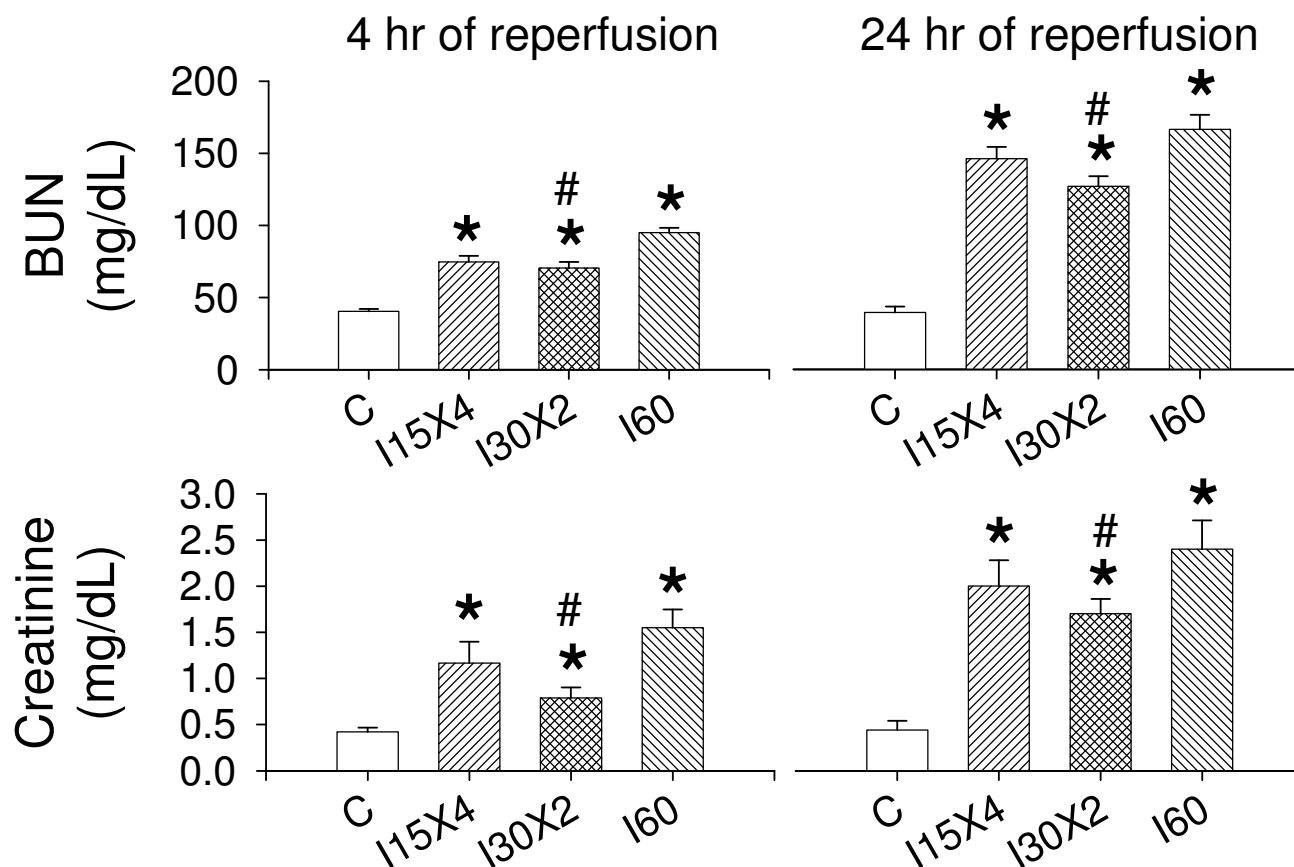 4 hr of reperfusion
24 hr of reperfusion
BUN
(mg/dL)
200
150
100
50
0
*
#
*
*
*
*
#
*
*
C
I15X4
I30X2
I60
C
I15X4
I30X2
I60
Creatinine
(mg/dL)
3.0
2.5
2.0
1.5
1.0
0.5
0.0
*
#
*
*
*
#
*
*
C
I15X4
I30X2
I60
C
I15X4
I30X2
I60